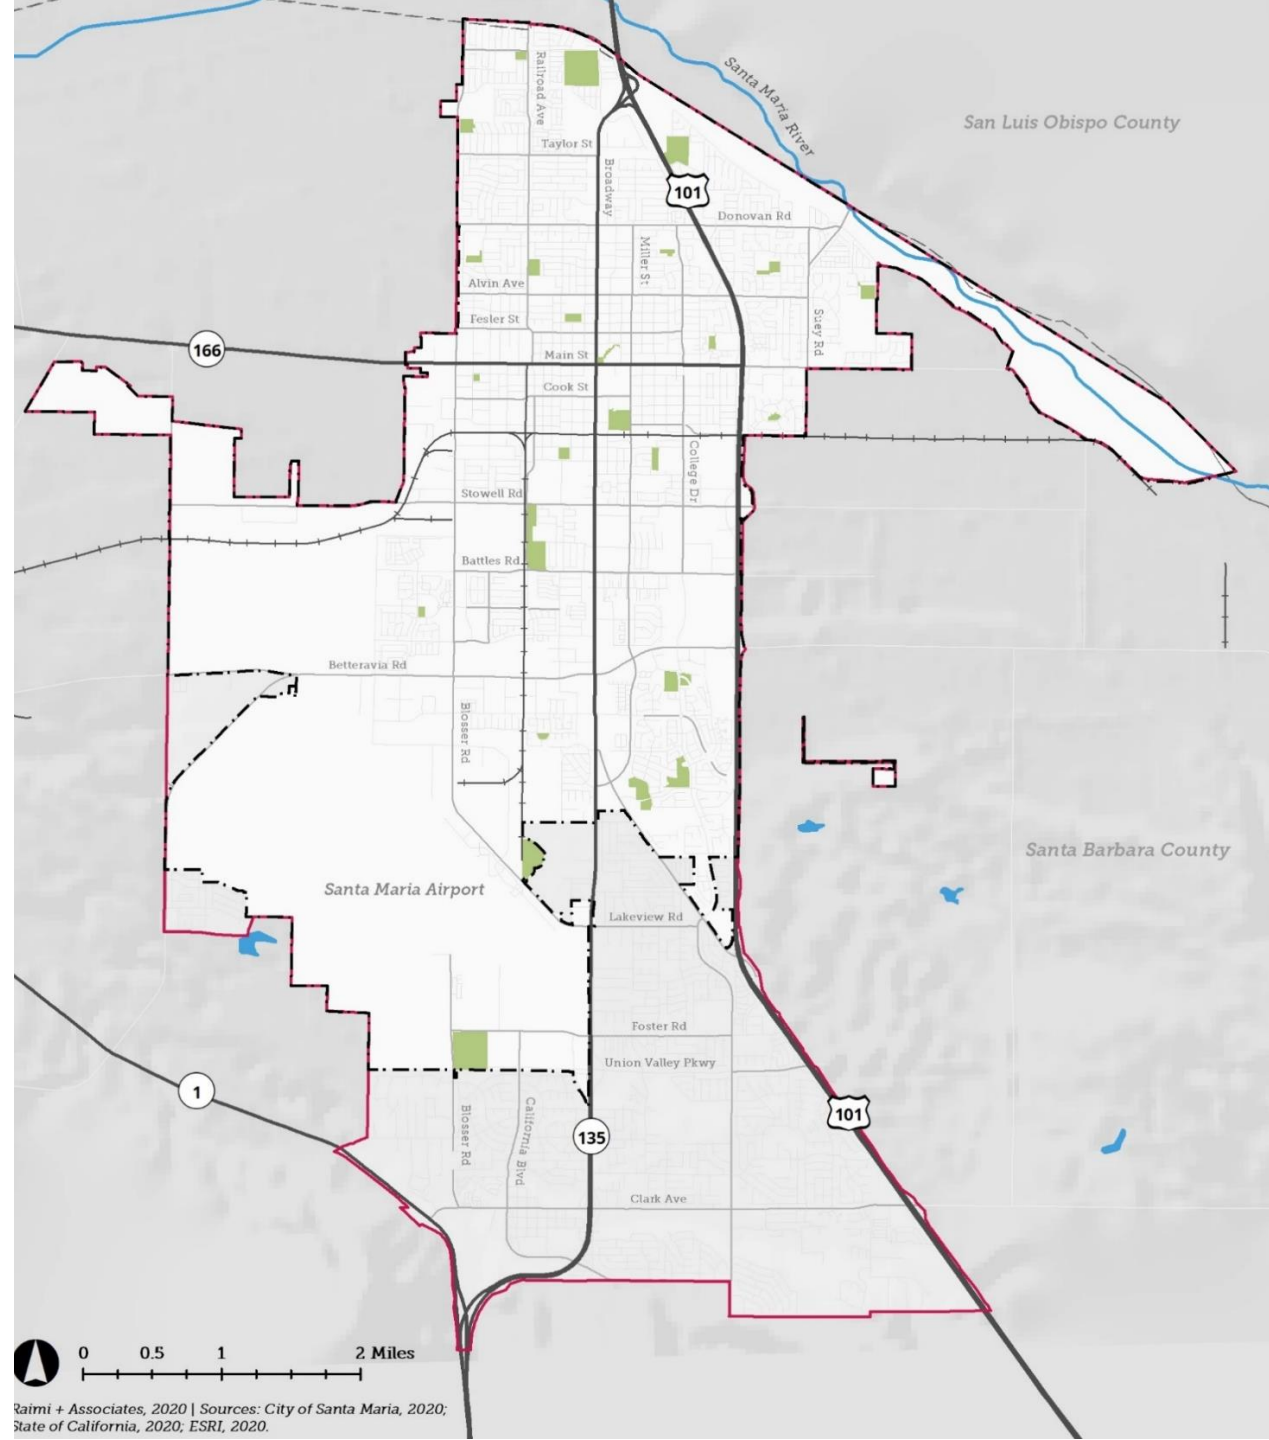 Santa Maria River
San Luis Obispo County
Railroad Ave
Taylor St
Broadway
101
Donovan Rd
Miller St
Alvin Ave
Fesler St
Suey Rd
166
Main St
Cook St
College Dr
Stowell Rd
Battles Rd
Betteravia Rd
Blosser Rd
Santa Maria Airport
Santa Barbara County
Lakeview Rd
Foster Rd
Union Valley Pkwy
1
101
Blosser Rd
California Blvd
135
Clark Ave
0 0.5 1 2 Miles
Raimi + Associates, 2020 | Sources: City of Santa Maria, 2020;
State of California, 2020; ESRI, 2020.